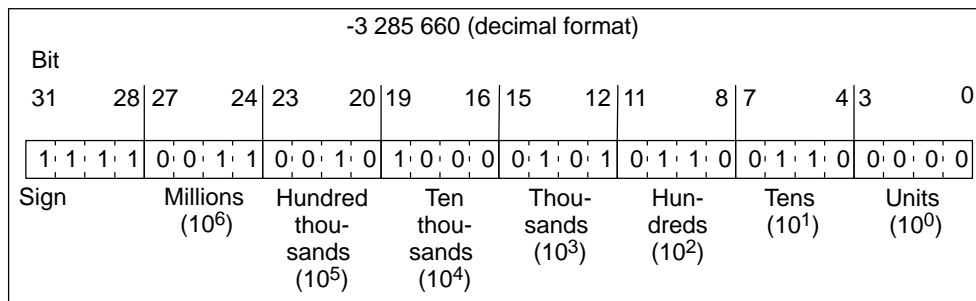 -3 285 660 (decimal format)
Bit
31 28 27 24 23 20 19 16 15 12 11 8 7 4 3 0
1 1 1 1 0 0 1 1 0 0 1 0 1 0 0 0 0 1 0 1 0 1 1 0 0 1 1 0 0 0 0 0
Sign Millions Hundred Ten Thou- Hun- Tens Units
(10⁶) thou- thou- sands dreds (10¹) (10⁰)
sands sands (10³) (10²)
(10⁵) (10⁴)